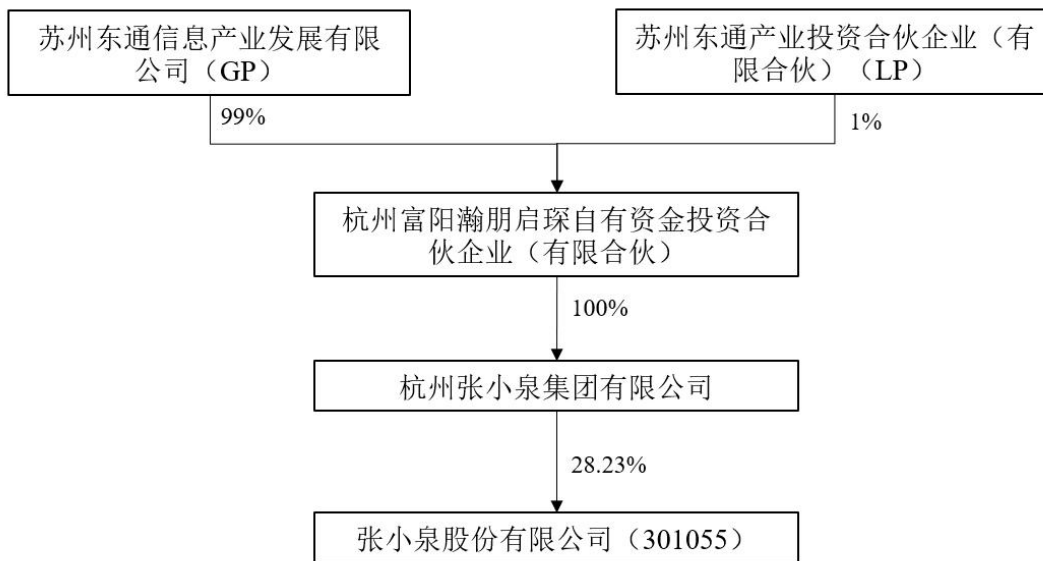 苏州东通信息产业发展有限
公司（GP）
苏州东通产业投资合伙企业（有
限合伙）（LP）
99%
1%
杭州富阳瀚朋启琛自有资金投资合
伙企业（有限合伙）
100%
杭州张小泉集团有限公司
28.23%
张小泉股份有限公司（301055）